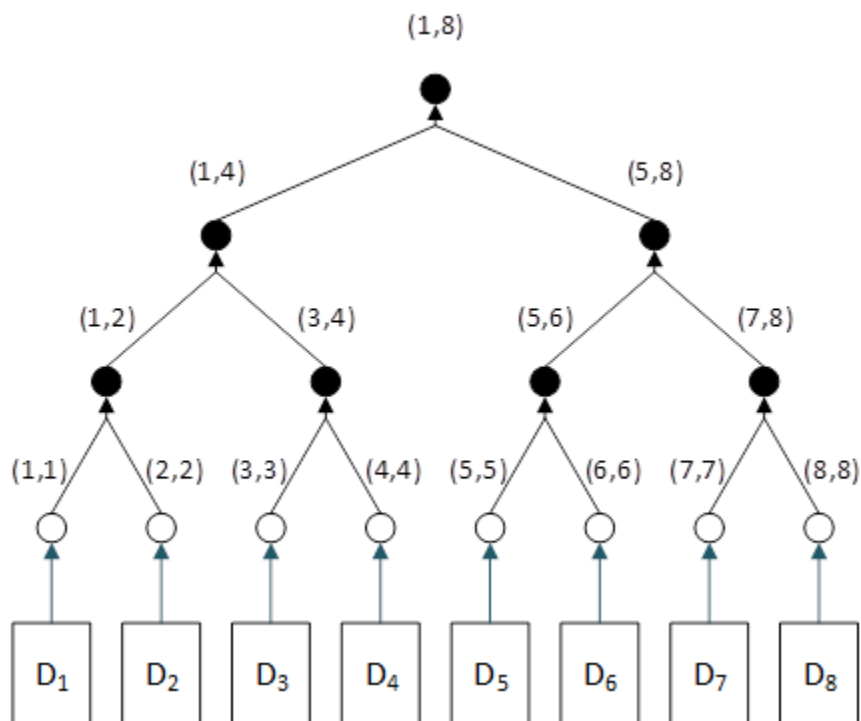 (1,8)
(1,4) (5,8)
(1,2) (3,4) (5,6) (7,8)
(1,1) (2,2) (3,3) (4,4) (5,5) (6,6) (7,7) (8,8)
D₁ D₂ D₃ D₄ D₅ D₆ D₇ D₈